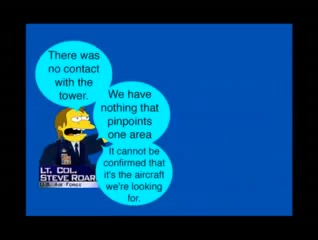 There was
no contact
with the
tower.
We have
nothing that
pinpoints
one area
It cannot be
confirmed that
it's the aircraft
we're looking
for.
LT. COL.
STEVE ROAR
U.S. AIR FORCE